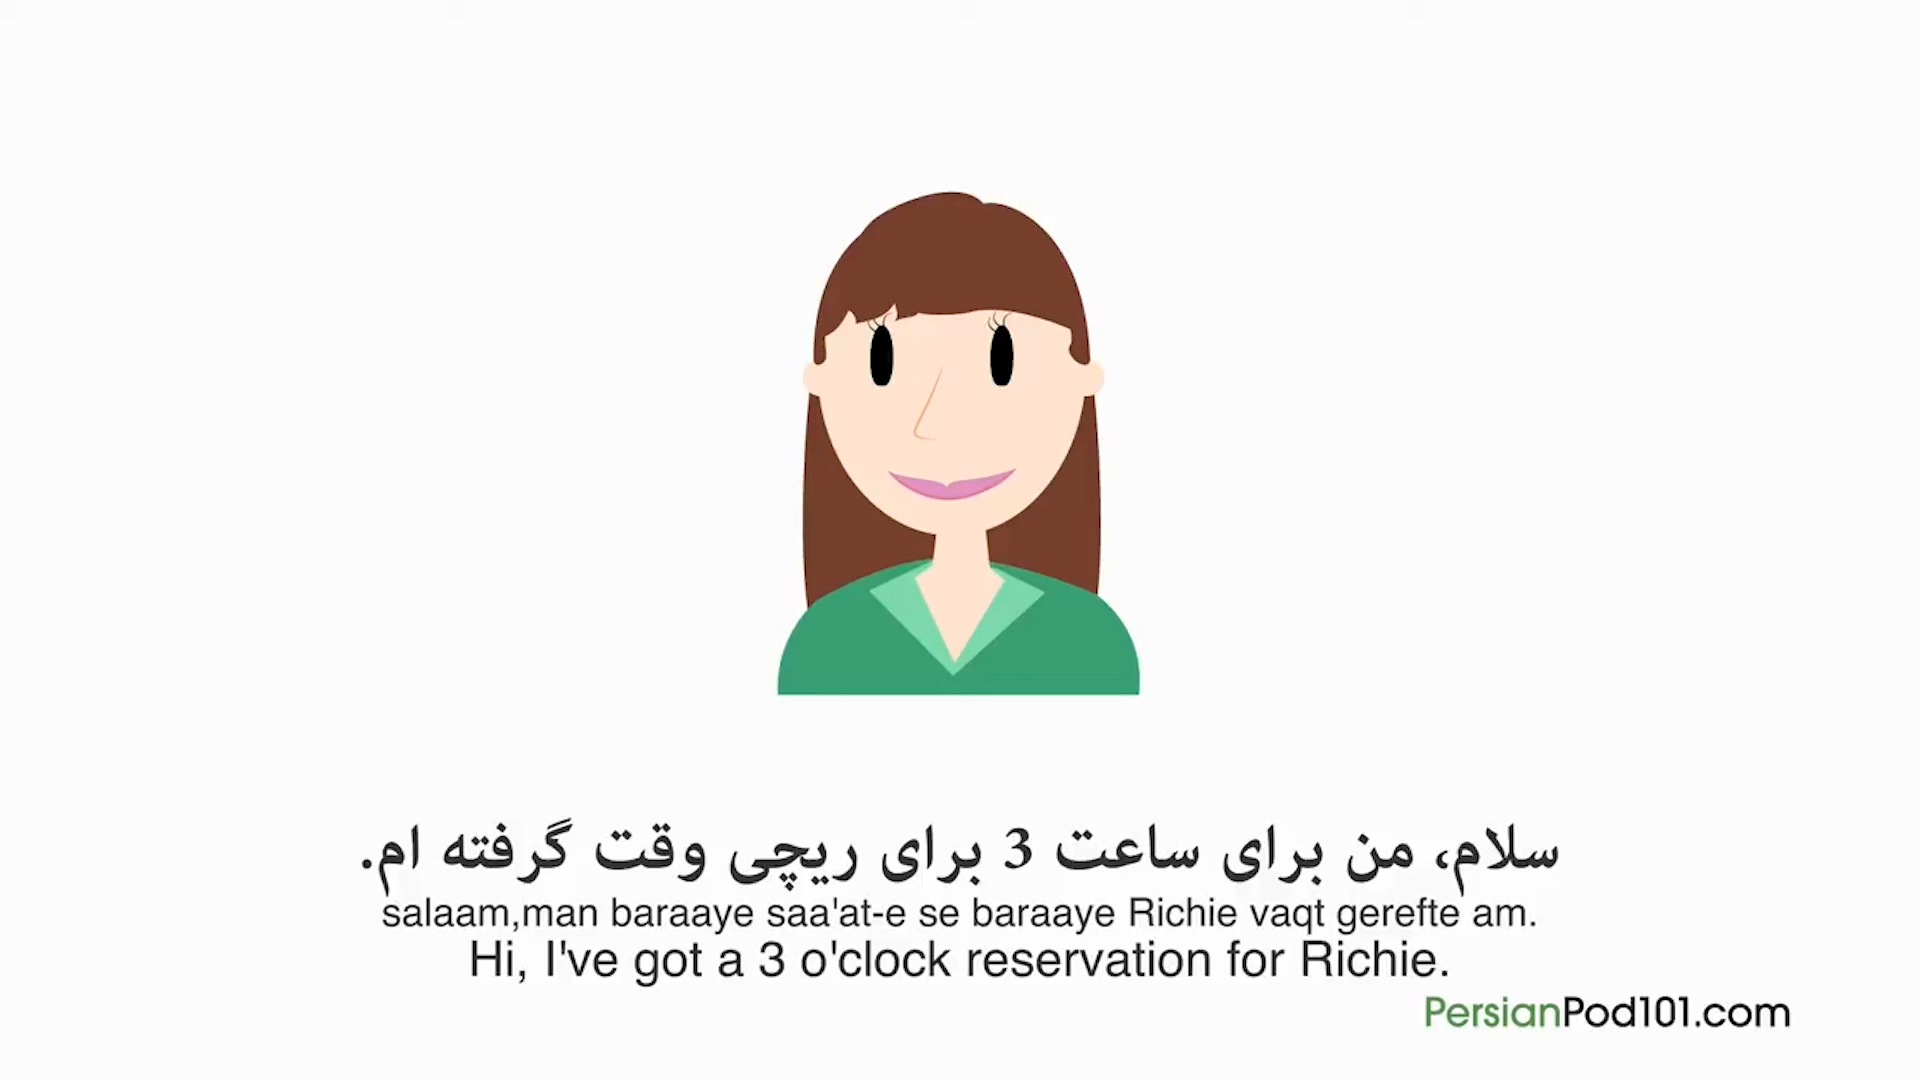 سلام، من برای ساعت 3 برای ریچی وقت گرفته ام.
salaam,man baraaye saa'at-e se baraaye Richie vaqt gerefte am.
Hi, I've got a 3 o'clock reservation for Richie.
PersianPod101.com